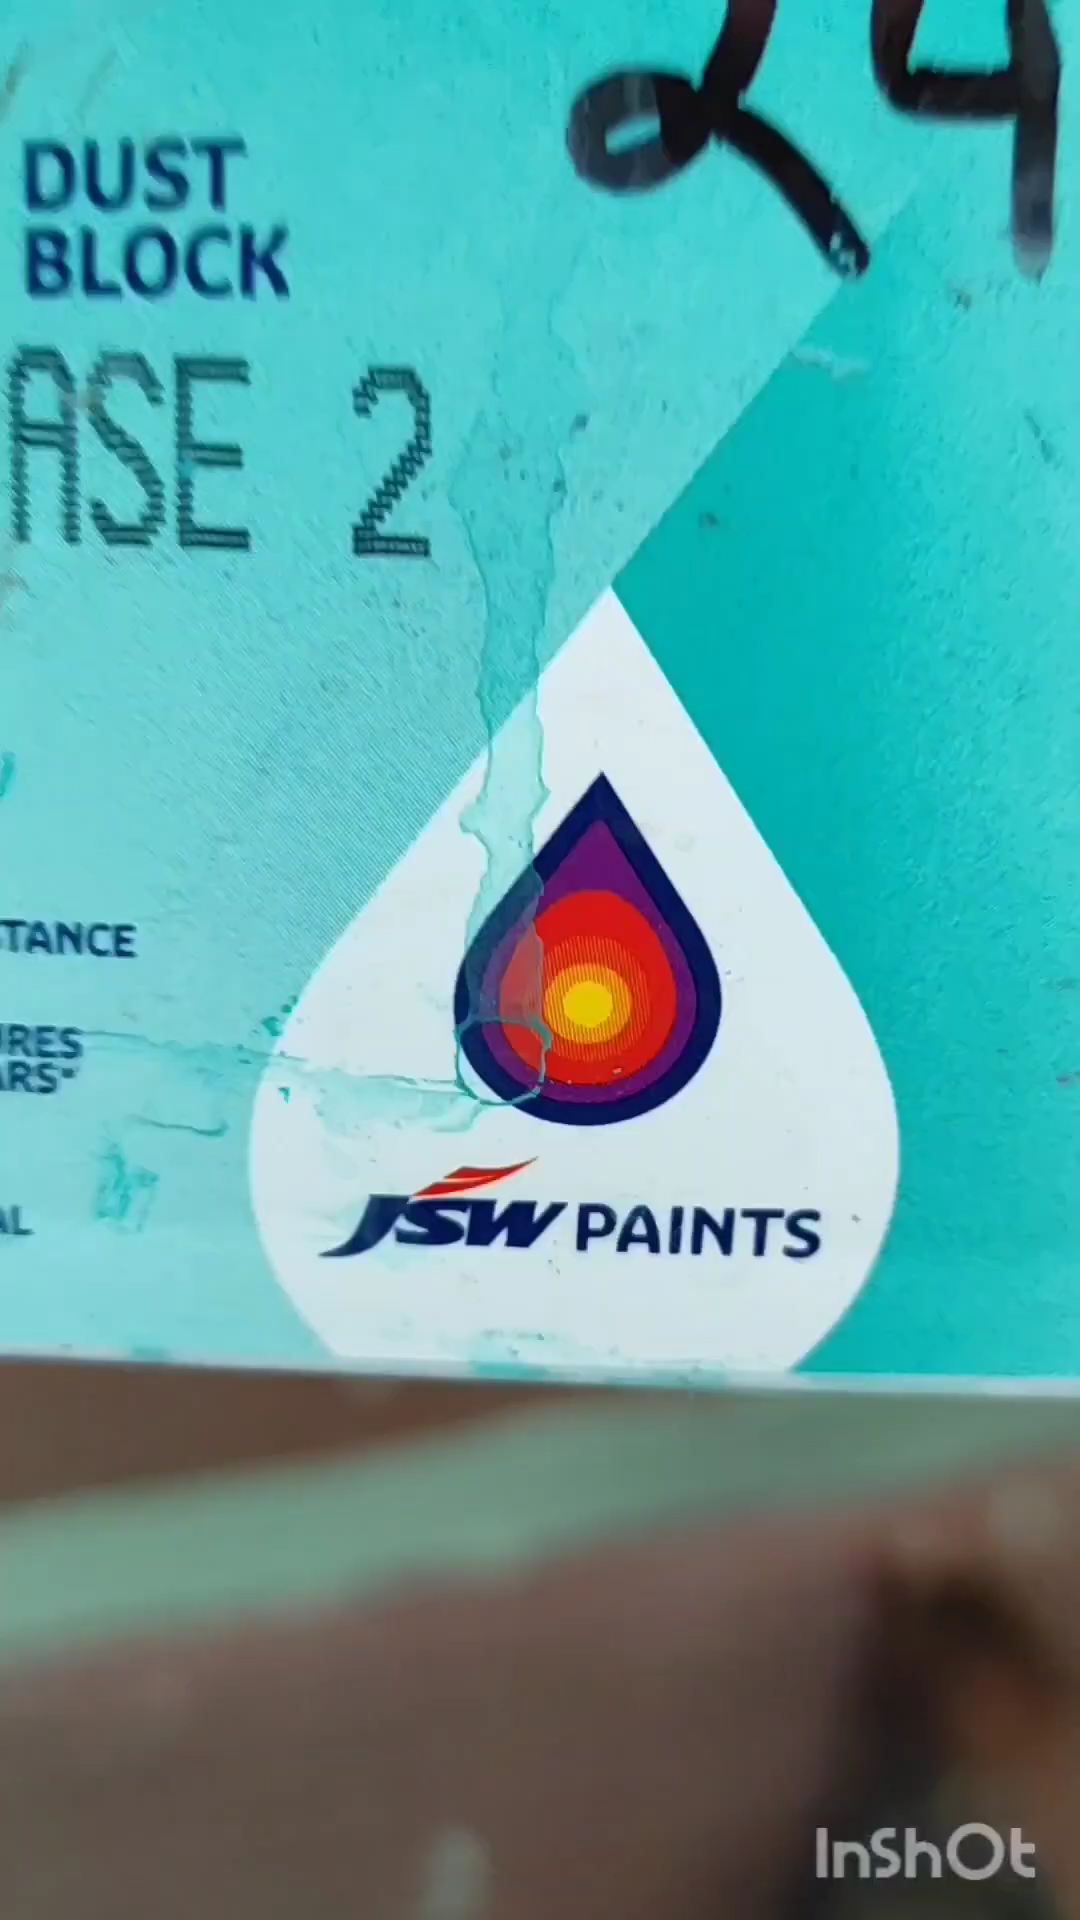 24
DUST
BLOCK
ASE 2
TANCE
URES
ARS*
AL
JSW PAINTS
InShOt